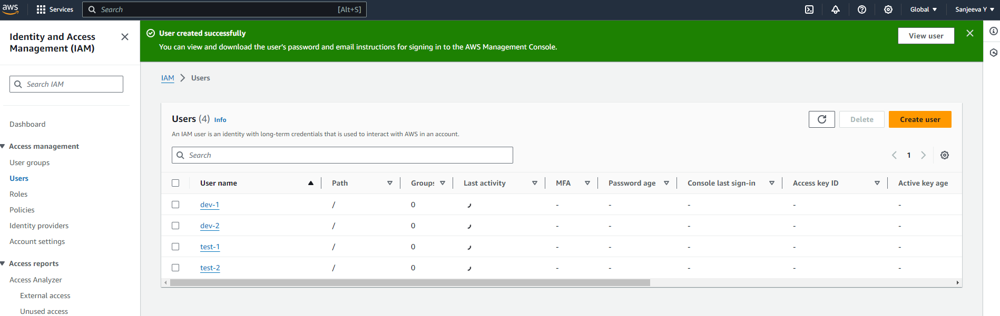 aws
Services
Search
[Alt+S]
Global
Sanjeeva Y
Identity and Access
Management (IAM)
Search IAM
Dashboard
Access management
User groups
Users
Roles
Policies
Identity providers
Account settings
Access reports
Access Analyzer
External access
Unused access
User created successfully
You can view and download the user's password and email instructions for signing in to the AWS Management Console.
View user
IAM > Users
Users (4) Info
An IAM user is an identity with long-term credentials that is used to interact with AWS in an account.
Delete
Create user
Search
1
User name Path Groups Last activity MFA Password age Console last sign-in Access key ID Active key age
dev-1 / 0 - - - - -
dev-2 / 0 - - - - -
test-1 / 0 - - - - -
test-2 / 0 - - - - -